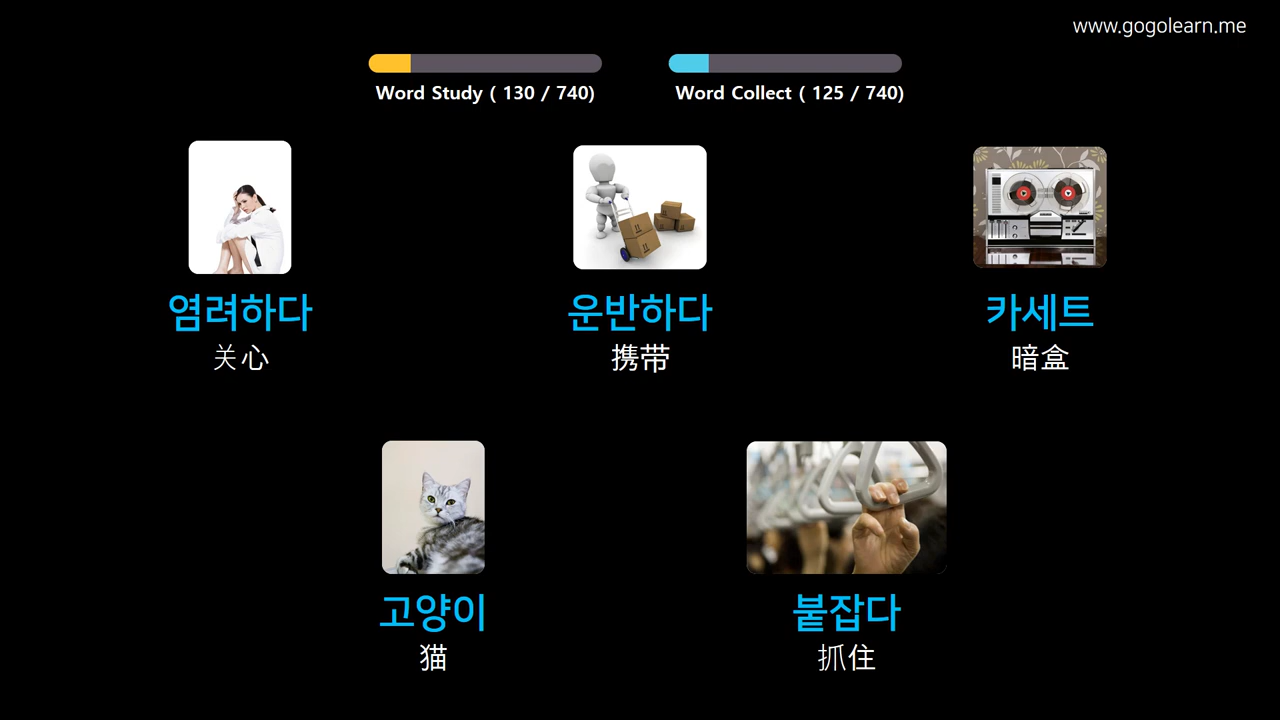 www.gogolearn.me
Word Study ( 130 / 740)
Word Collect ( 125 / 740)
염려하다
关心
운반하다
携带
카세트
暗盒
고양이
猫
붙잡다
抓住